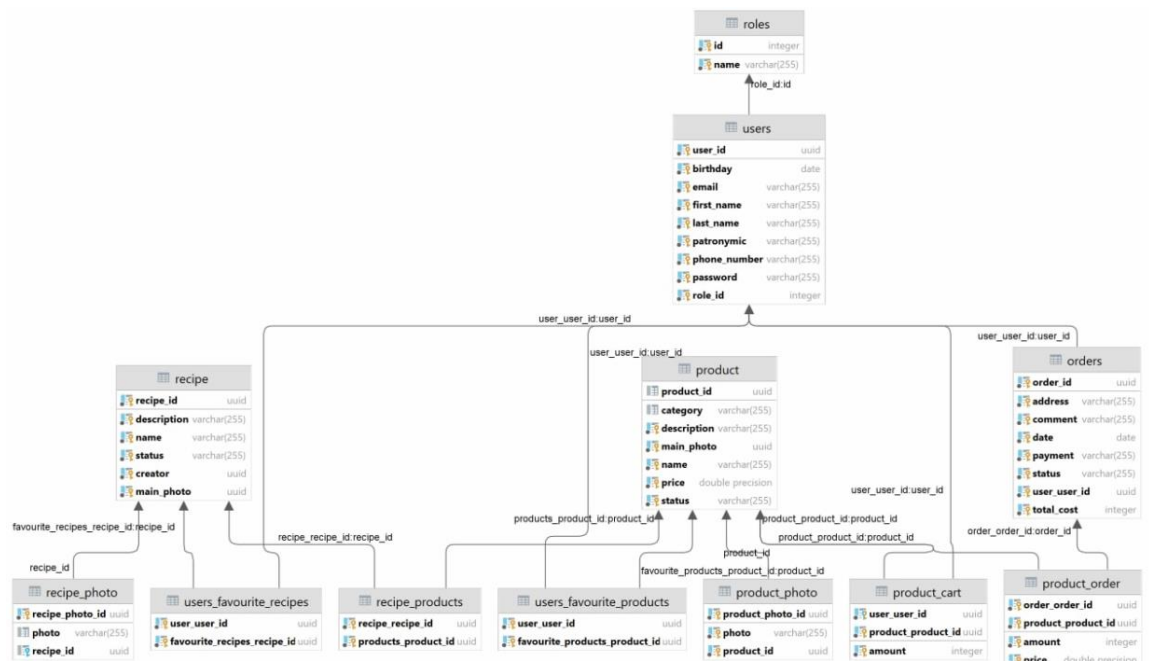 roles
id integer
name varchar(255)
role_id:id
users
user_id uuid
birthday date
email varchar(255)
first_name varchar(255)
last_name varchar(255)
patronymic varchar(255)
phone_number varchar(255)
password varchar(255)
role_id integer
user_user_id:user_id
user_user_id:user_id
user_user_id:user_id
user_user_id:user_id
recipe
recipe_id uuid
description varchar(255)
name varchar(255)
status varchar(255)
creator uuid
main_photo uuid
product
product_id uuid
category varchar(255)
description varchar(255)
main_photo uuid
name varchar(255)
price double precision
status varchar(255)
orders
order_id uuid
address varchar(255)
comment varchar(255)
date date
payment varchar(255)
status varchar(255)
user_user_id uuid
total_cost integer
favourite_recipes_recipe_id:recipe_id
recipe_recipe_id:recipe_id
products_product_id:product_id
product_product_id:product_id
product_product_id:product_id
order_order_id:order_id
product_id
favourite_products_product_id:product_id
recipe_id
recipe_photo
recipe_photo_id uuid
photo varchar(255)
recipe_id uuid
users_favourite_recipes
user_user_id uuid
favourite_recipes_recipe_id uuid
recipe_products
recipe_recipe_id uuid
products_product_id uuid
users_favourite_products
user_user_id uuid
favourite_products_product_id uuid
product_photo
product_photo_id uuid
photo varchar(255)
product_id uuid
product_cart
user_user_id uuid
product_product_id uuid
amount integer
product_order
order_order_id uuid
product_product_id uuid
amount integer
price double precision